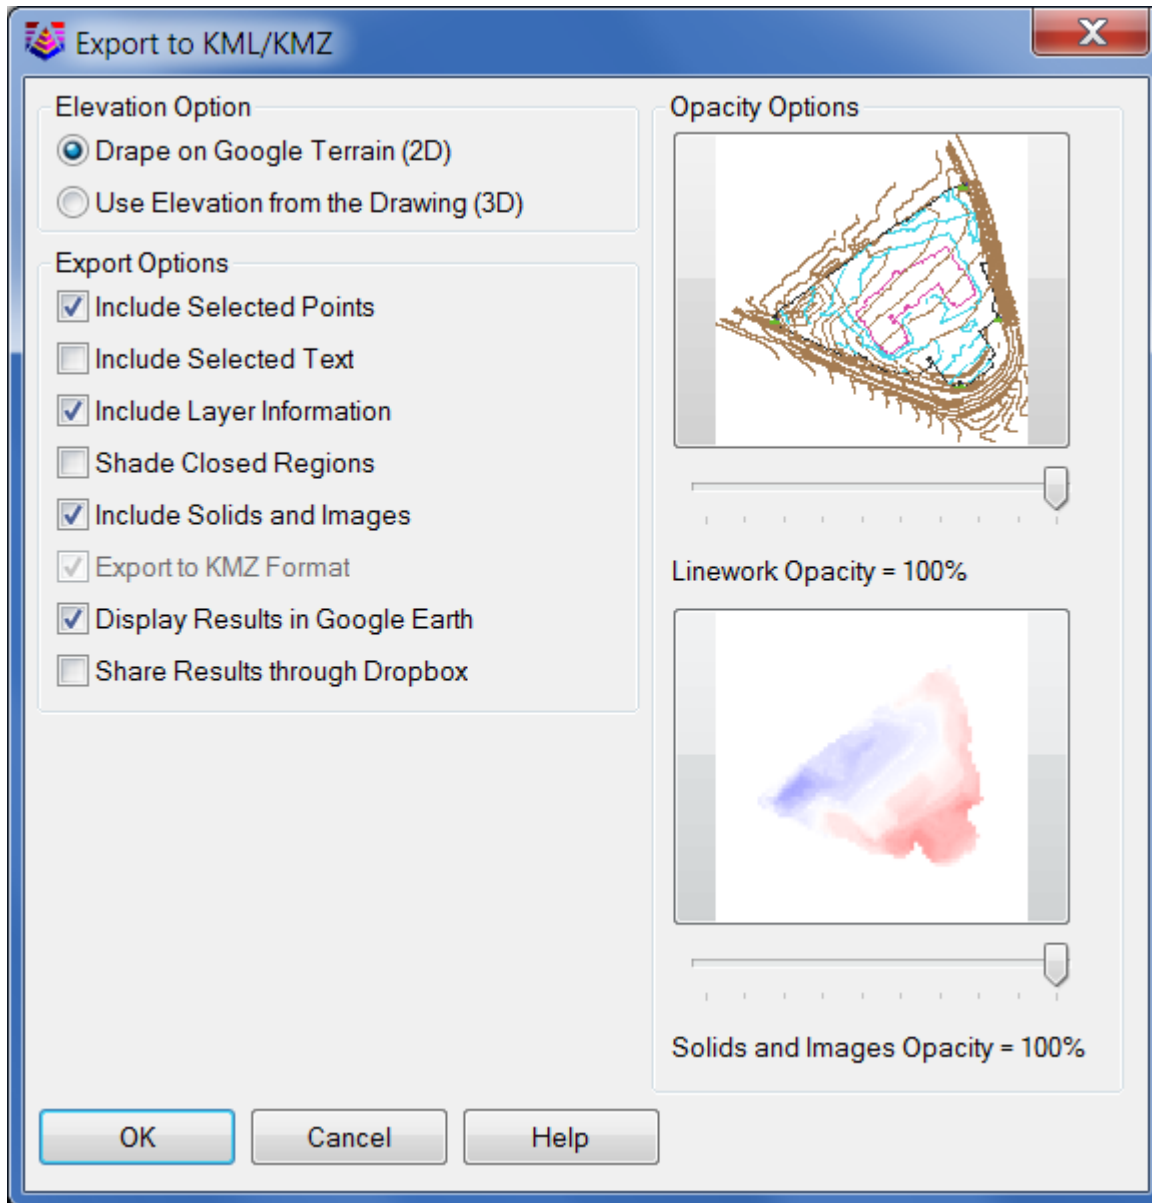 Export to KML/KMZ
Elevation Option
Drape on Google Terrain (2D)
Use Elevation from the Drawing (3D)
Export Options
Include Selected Points
Include Selected Text
Include Layer Information
Shade Closed Regions
Include Solids and Images
Export to KMZ Format
Display Results in Google Earth
Share Results through Dropbox
Opacity Options
Linework Opacity = 100%
Solids and Images Opacity = 100%
OK
Cancel
Help